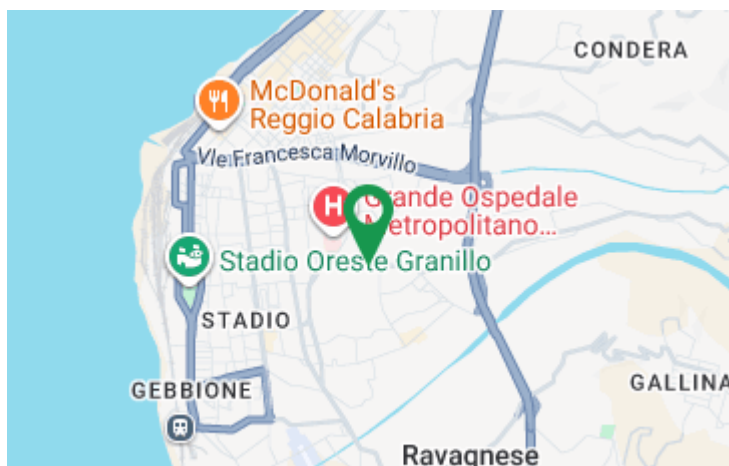 CONDERA
McDonald's
Reggio Calabria
Vle Francesca Morvillo
H
Grande Ospedale
Metropolitano...
Stadio Oreste Granillo
STADIO
GEBBIONE
GALLINA
Ravagnese